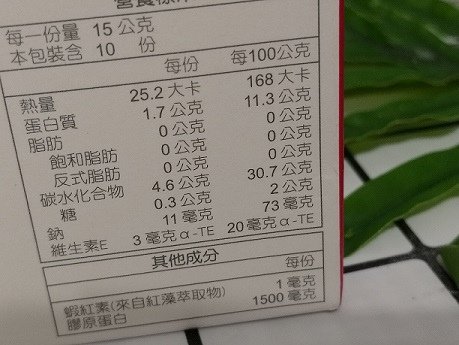 每一份量 15 公克
本包裝含 10 份
每份 每100公克
熱量 25.2 大卡 168 大卡
蛋白質 1.7 公克 11.3 公克
脂肪 0 公克 0 公克
飽和脂肪 0 公克 0 公克
反式脂肪 0 公克 0 公克
碳水化合物 4.6 公克 30.7 公克
糖 0.3 公克 2 公克
鈉 11 毫克 73 毫克
維生素E 3 毫克 α-TE 20 毫克 α-TE
其他成分
每份
蝦紅素(來自紅藻萃取物) 1 毫克
膠原蛋白 1500 毫克